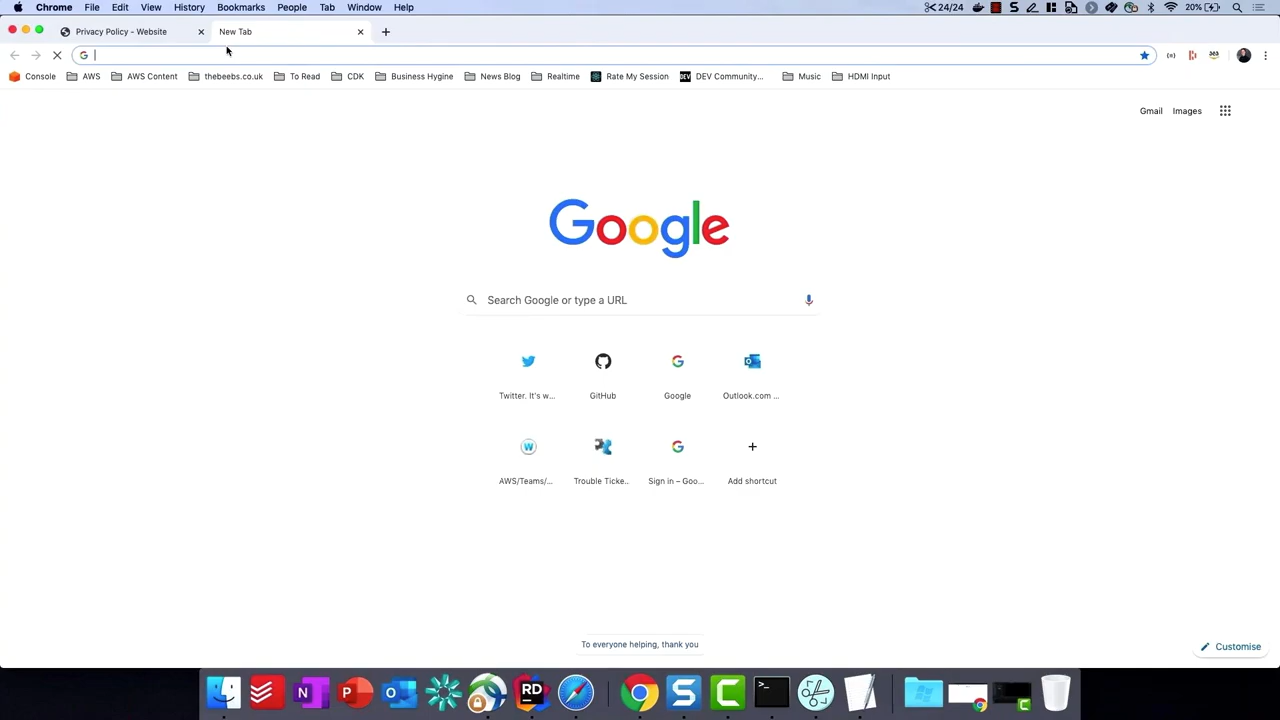 Chrome File Edit View History Bookmarks People Tab Window Help 24/24 20%
Privacy Policy - Website New Tab
Console AWS AWS Content thebeebs.co.uk To Read CDK Business Hygine News Blog Realtime Rate My Session DEV DEV Community... Music HDMI Input
Gmail Images
Google
Search Google or type a URL
Twitter. It's w... GitHub Google Outlook.com ...
W
AWS/Teams/... Trouble Ticke... Sign in – Goo... Add shortcut
To everyone helping, thank you
Customise
N P O RD S C >_